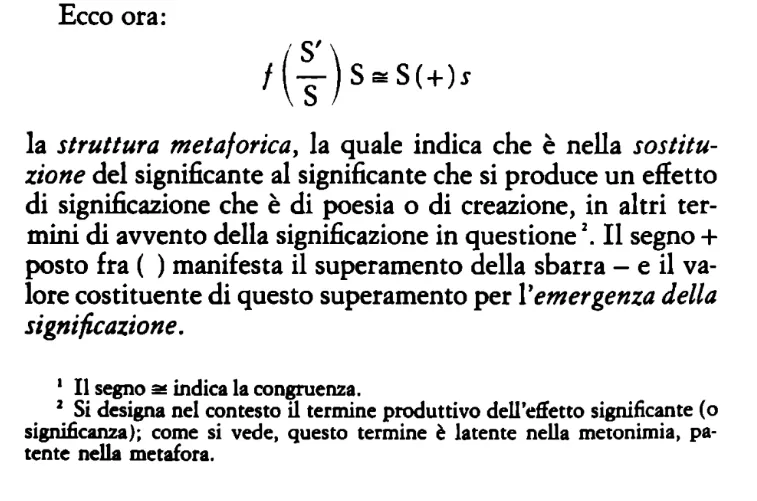 Ecco ora:
f (S′/S) S ≅ S(+)s
la struttura metaforica, la quale indica che è nella sostitu-
zione del significante al significante che si produce un effetto
di significazione che è di poesia o di creazione, in altri ter-
mini di avvento della significazione in questione². Il segno +
posto fra ( ) manifesta il superamento della sbarra – e il va-
lore costituente di questo superamento per l'emergenza della
significazione.
¹ Il segno ≅ indica la congruenza.
² Si designa nel contesto il termine produttivo dell'effetto significante (o
significanza); come si vede, questo termine è latente nella metonimia, pa-
tente nella metafora.